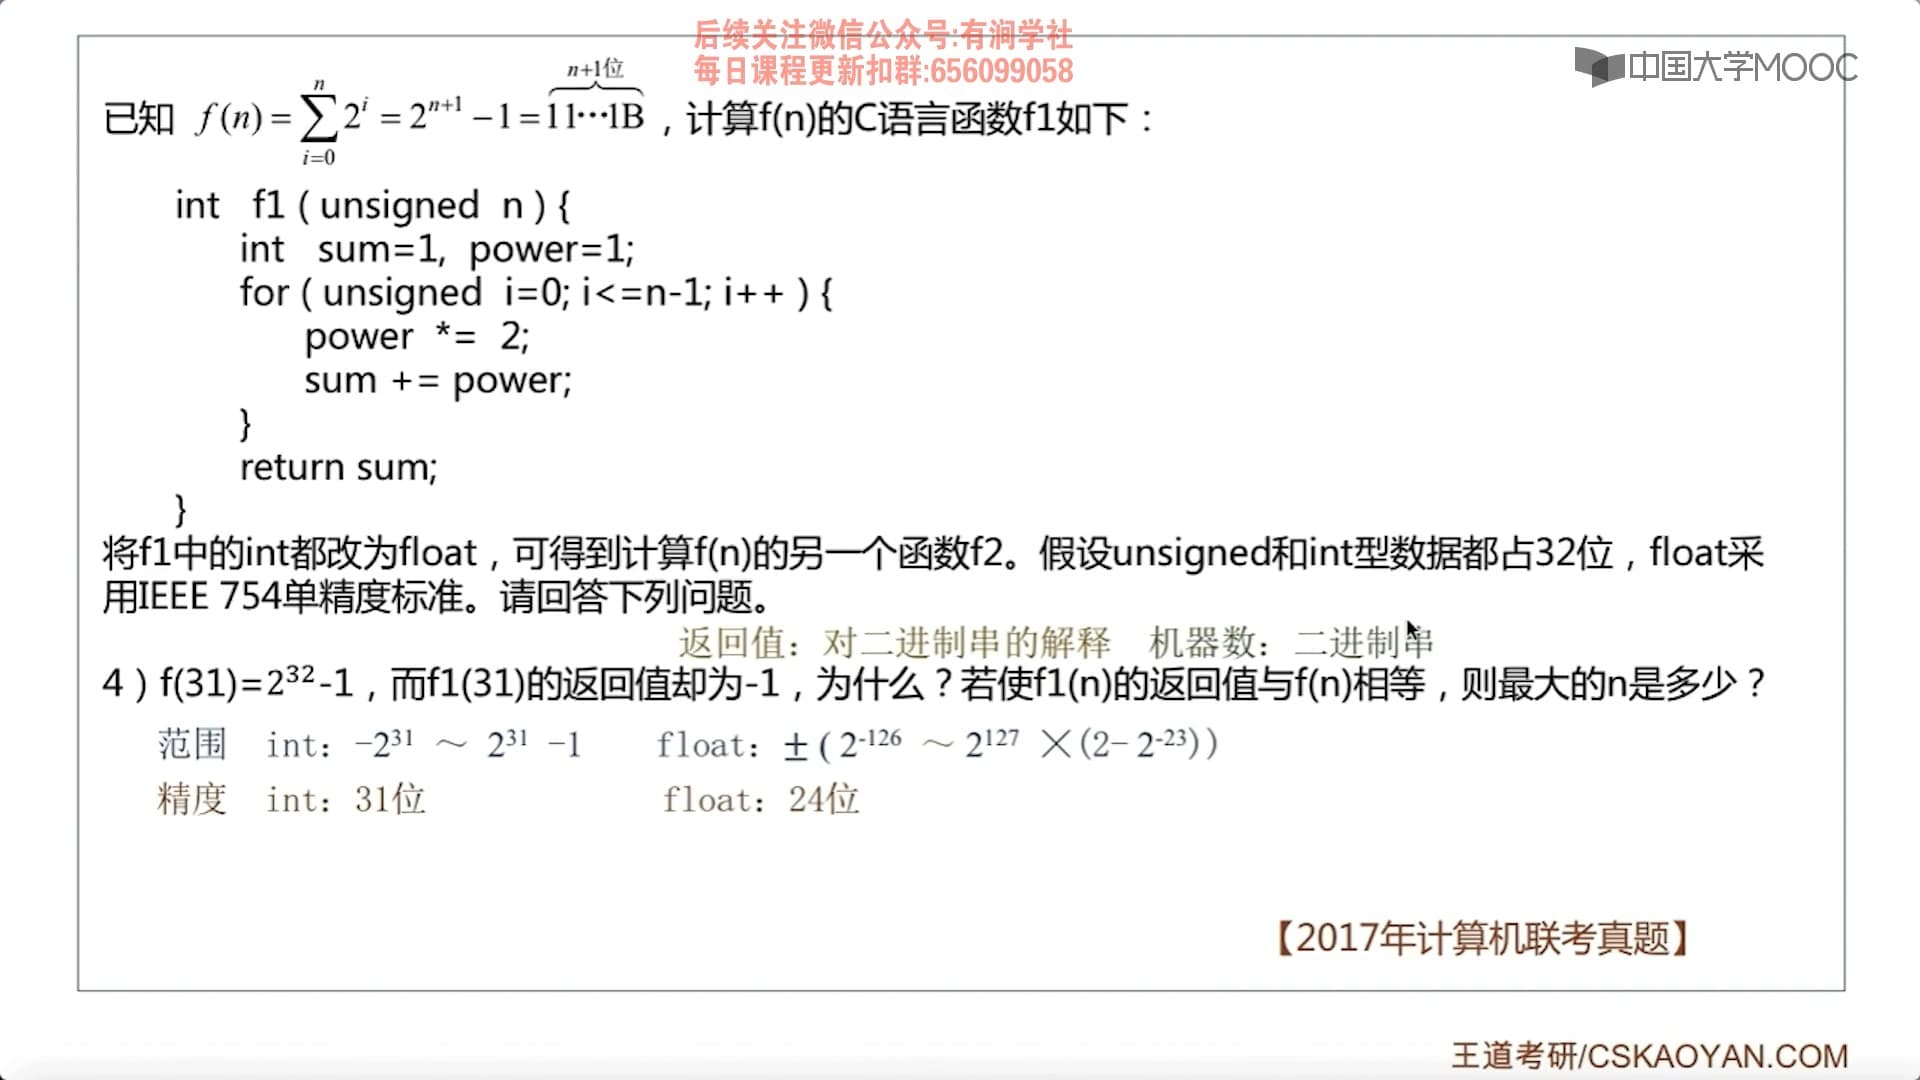 后续关注微信公众号:有涧学社
每日课程更新扣群:656099058
中国大学MOOC
已知 f(n)=∑_{i=0}^{n} 2^i = 2^{n+1} −1 = 11⋯1B (n+1位) ，计算f(n)的C语言函数f1如下：
int f1 ( unsigned n ) {
int sum=1, power=1;
for ( unsigned i=0; i<=n-1; i++ ) {
power *= 2;
sum += power;
}
return sum;
}
将f1中的int都改为float，可得到计算f(n)的另一个函数f2。假设unsigned和int型数据都占32位，float采
用IEEE 754单精度标准。请回答下列问题。
返回值：对二进制串的解释 机器数：二进制串
4）f(31)=2³²-1，而f1(31)的返回值却为-1，为什么？若使f1(n)的返回值与f(n)相等，则最大的n是多少？
范围 int：−2³¹ ～ 2³¹ −1 float：±（2⁻¹²⁶ ～ 2¹²⁷ ×(2− 2⁻²³)）
精度 int：31位 float：24位
【2017年计算机联考真题】
王道考研/CSKAOYAN.COM